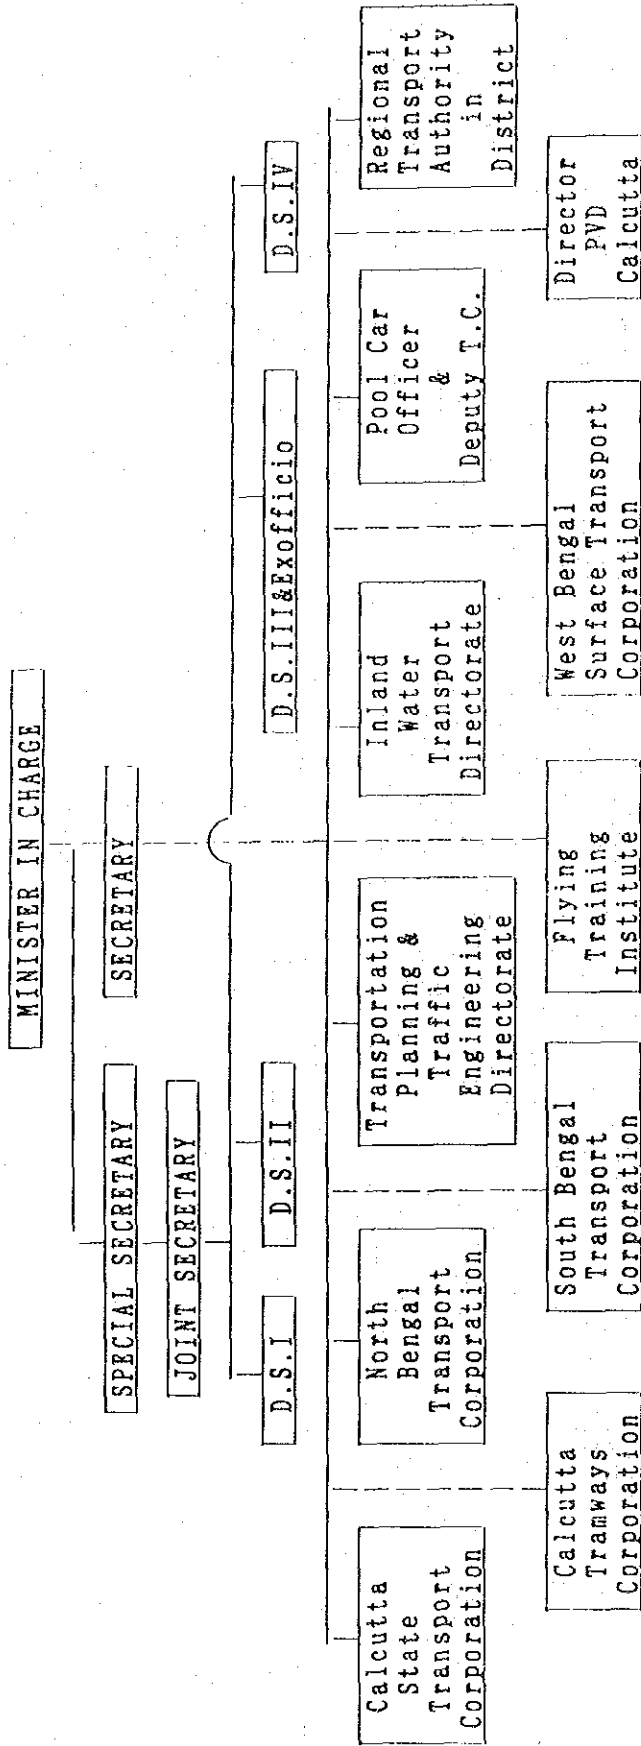 MINISTER IN CHARGE
SPECIAL SECRETARY
SECRETARY
JOINT SECRETARY
D.S.I
D.S.II
D.S.III&Exofficio
D.S.IV
Calcutta
State
Transport
Corporation
North
Bengal
Transport
Corporation
Transportation
Planning &
Traffic
Engineering
Directorate
Inland
Water
Transport
Directorate
Pool Car
Officer
&
Deputy T.C.
Regional
Transport
Authority
in
District
Calcutta
Tramways
Corporation
South Bengal
Transport
Corporation
Flying
Training
Institute
West Bengal
Surface Transport
Corporation
Director
PVD
Calcutta